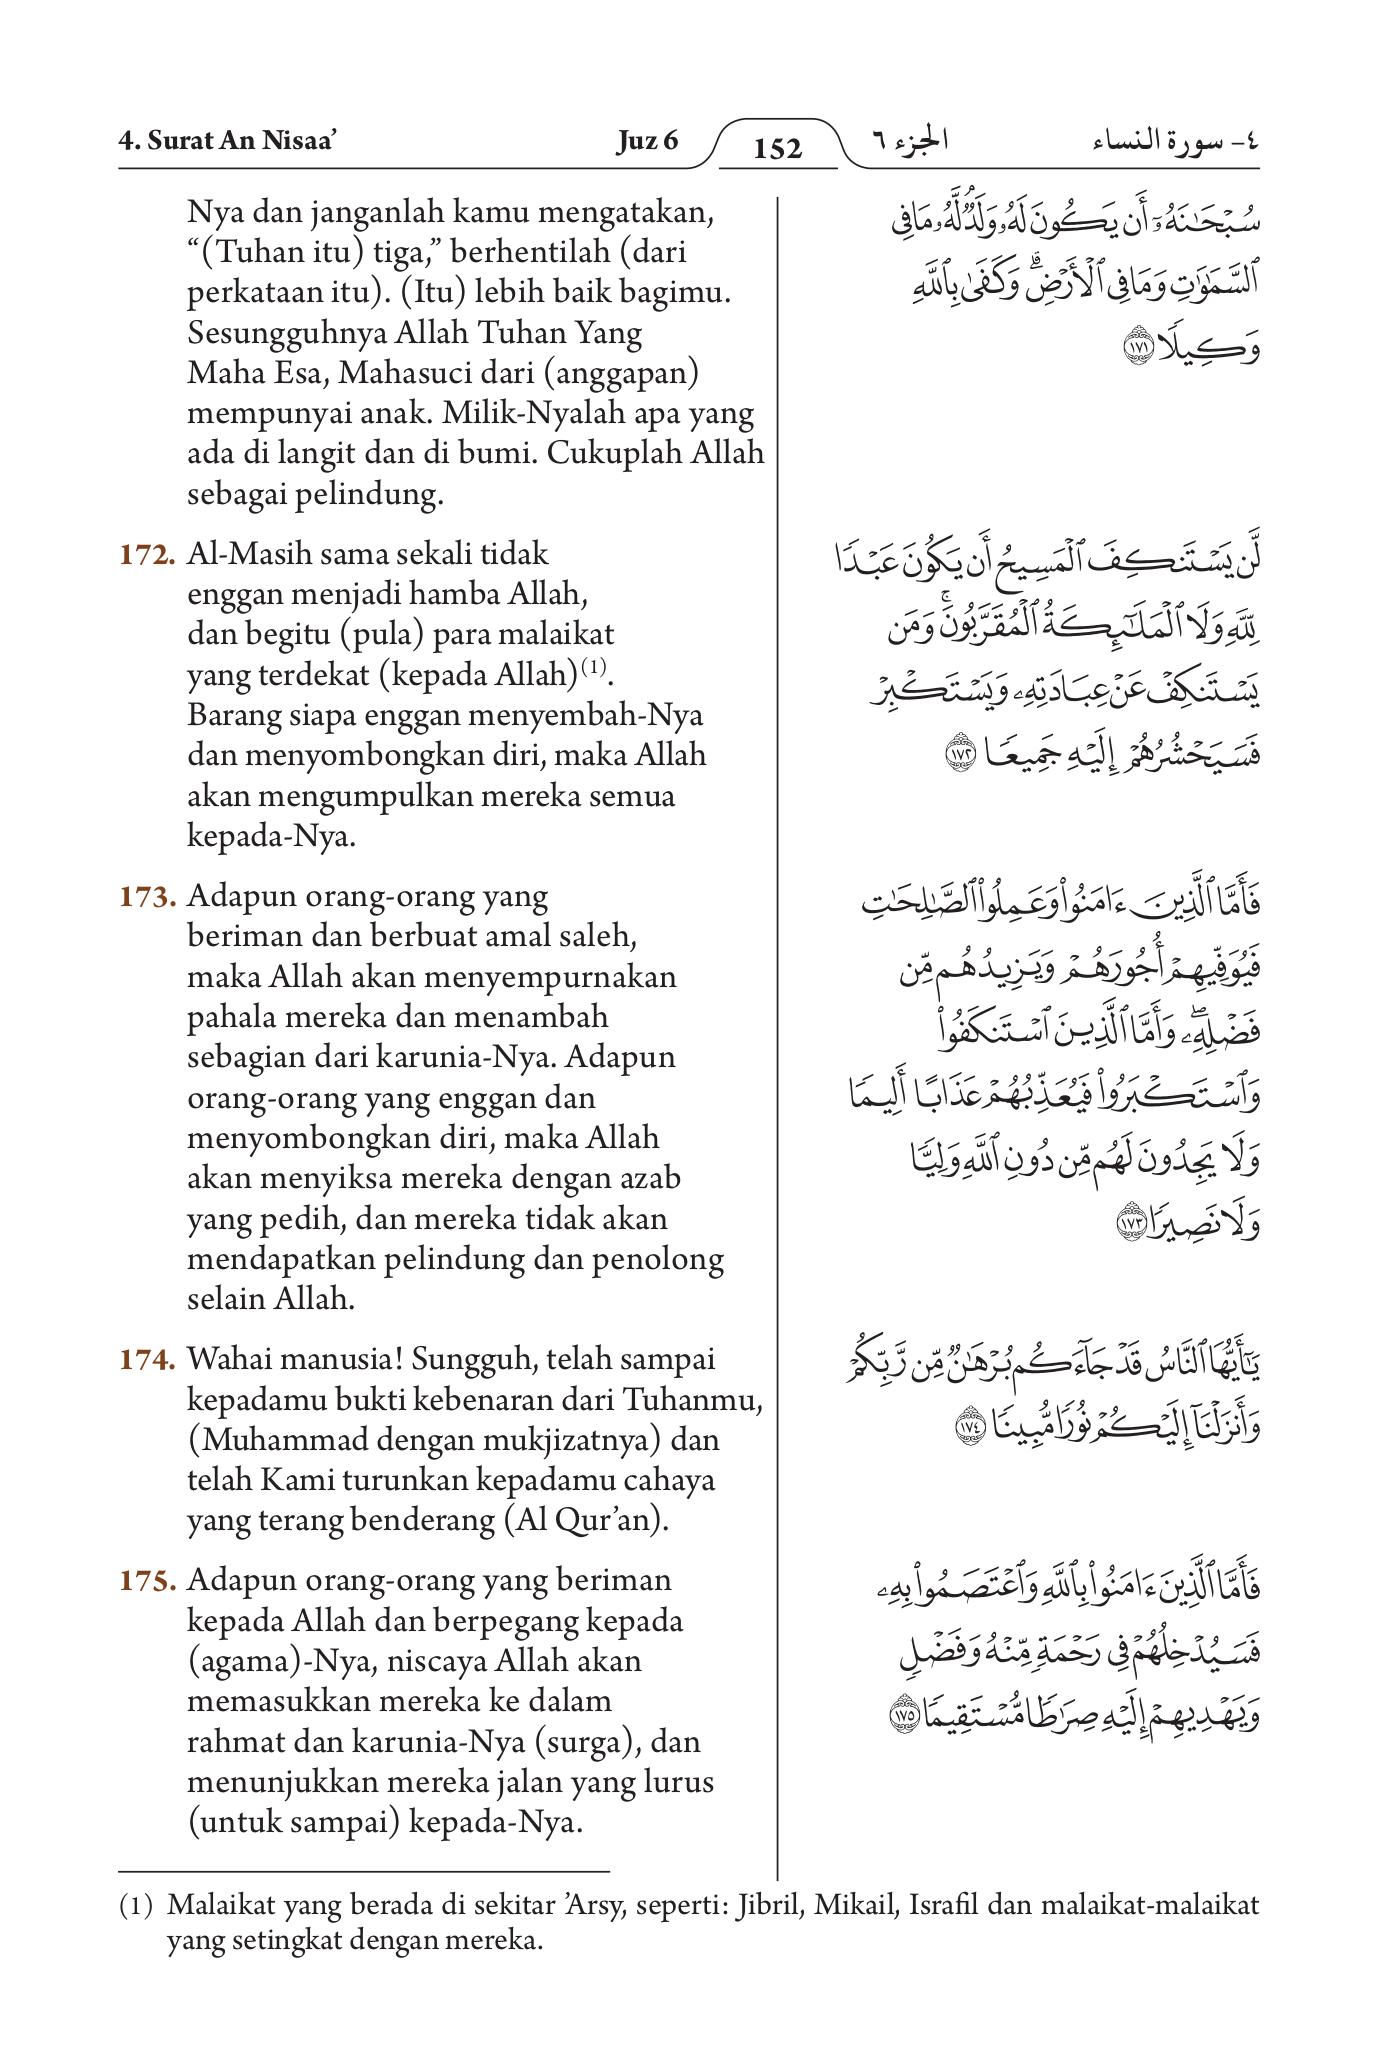 4. Surat An Nisaa’ Juz 6 152 الجزء ٦ ٤- سورة النساء
Nya dan janganlah kamu mengatakan,
“(Tuhan itu) tiga,” berhentilah (dari
perkataan itu). (Itu) lebih baik bagimu.
Sesungguhnya Allah Tuhan Yang
Maha Esa, Mahasuci dari (anggapan)
mempunyai anak. Milik-Nyalah apa yang
ada di langit dan di bumi. Cukuplah Allah
sebagai pelindung.
172. Al-Masih sama sekali tidak
enggan menjadi hamba Allah,
dan begitu (pula) para malaikat
yang terdekat (kepada Allah)(1).
Barang siapa enggan menyembah-Nya
dan menyombongkan diri, maka Allah
akan mengumpulkan mereka semua
kepada-Nya.
173. Adapun orang-orang yang
beriman dan berbuat amal saleh,
maka Allah akan menyempurnakan
pahala mereka dan menambah
sebagian dari karunia-Nya. Adapun
orang-orang yang enggan dan
menyombongkan diri, maka Allah
akan menyiksa mereka dengan azab
yang pedih, dan mereka tidak akan
mendapatkan pelindung dan penolong
selain Allah.
174. Wahai manusia! Sungguh, telah sampai
kepadamu bukti kebenaran dari Tuhanmu,
(Muhammad dengan mukjizatnya) dan
telah Kami turunkan kepadamu cahaya
yang terang benderang (Al Qur’an).
175. Adapun orang-orang yang beriman
kepada Allah dan berpegang kepada
(agama)-Nya, niscaya Allah akan
memasukkan mereka ke dalam
rahmat dan karunia-Nya (surga), dan
menunjukkan mereka jalan yang lurus
(untuk sampai) kepada-Nya.
سُبْحَـٰنَهُۥٓ أَن يَكُونَ لَهُۥ وَلَدٌۘ لَّهُۥ مَا فِى
ٱلسَّمَـٰوَٰتِ وَمَا فِى ٱلْأَرْضِۗ وَكَفَىٰ بِٱللَّهِ
وَكِيلًا ١٧١
لَّن يَسْتَنكِفَ ٱلْمَسِيحُ أَن يَكُونَ عَبْدًا
لِّلَّهِ وَلَا ٱلْمَلَـٰٓئِكَةُ ٱلْمُقَرَّبُونَۚ وَمَن
يَسْتَنكِفْ عَنْ عِبَادَتِهِۦ وَيَسْتَكْبِرْ
فَسَيَحْشُرُهُمْ إِلَيْهِ جَمِيعًا ١٧٢
فَأَمَّا ٱلَّذِينَ ءَامَنُوا۟ وَعَمِلُوا۟ ٱلصَّـٰلِحَـٰتِ
فَيُوَفِّيهِمْ أُجُورَهُمْ وَيَزِيدُهُم مِّن
فَضْلِهِۦۖ وَأَمَّا ٱلَّذِينَ ٱسْتَنكَفُوا۟
وَٱسْتَكْبَرُوا۟ فَيُعَذِّبُهُمْ عَذَابًا أَلِيمًا
وَلَا يَجِدُونَ لَهُم مِّن دُونِ ٱللَّهِ وَلِيًّا
وَلَا نَصِيرًا ١٧٣
يَـٰٓأَيُّهَا ٱلنَّاسُ قَدْ جَآءَكُم بُرْهَـٰنٌ مِّن رَّبِّكُمْ
وَأَنزَلْنَآ إِلَيْكُمْ نُورًا مُّبِينًا ١٧٤
فَأَمَّا ٱلَّذِينَ ءَامَنُوا۟ بِٱللَّهِ وَٱعْتَصَمُوا۟ بِهِۦ
فَسَيُدْخِلُهُمْ فِى رَحْمَةٍ مِّنْهُ وَفَضْلٍ
وَيَهْدِيهِمْ إِلَيْهِ صِرَٰطًا مُّسْتَقِيمًا ١٧٥
(1) Malaikat yang berada di sekitar ’Arsy, seperti: Jibril, Mikail, Israfil dan malaikat-malaikat
yang setingkat dengan mereka.